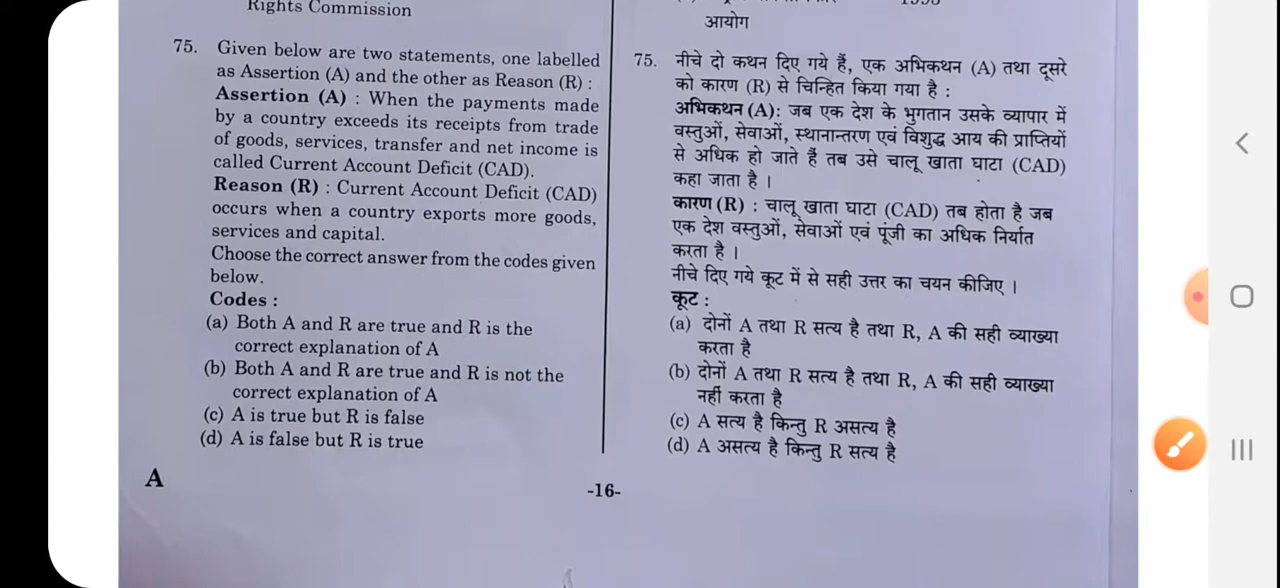 Rights Commission
75. Given below are two statements, one labelled
as Assertion (A) and the other as Reason (R) :
Assertion (A) : When the payments made
by a country exceeds its receipts from trade
of goods, services, transfer and net income is
called Current Account Deficit (CAD).
Reason (R) : Current Account Deficit (CAD)
occurs when a country exports more goods,
services and capital.
Choose the correct answer from the codes given
below.
Codes :
(a) Both A and R are true and R is the
correct explanation of A
(b) Both A and R are true and R is not the
correct explanation of A
(c) A is true but R is false
(d) A is false but R is true
A
आयोग
75. नीचे दो कथन दिए गये हैं, एक अभिकथन (A) तथा दूसरे
को कारण (R) से चिन्हित किया गया है :
अभिकथन (A): जब एक देश के भुगतान उसके व्यापार में
वस्तुओं, सेवाओं, स्थानान्तरण एवं विशुद्ध आय की प्राप्तियों
से अधिक हो जाते हैं तब उसे चालू खाता घाटा (CAD)
कहा जाता है ।
कारण (R) : चालू खाता घाटा (CAD) तब होता है जब
एक देश वस्तुओं, सेवाओं एवं पूंजी का अधिक निर्यात
करता है ।
नीचे दिए गये कूट में से सही उत्तर का चयन कीजिए ।
कूट :
(a) दोनों A तथा R सत्य है तथा R, A की सही व्याख्या
करता है
(b) दोनों A तथा R सत्य है तथा R, A की सही व्याख्या
नहीं करता है
(c) A सत्य है किन्तु R असत्य है
(d) A असत्य है किन्तु R सत्य है
-16-